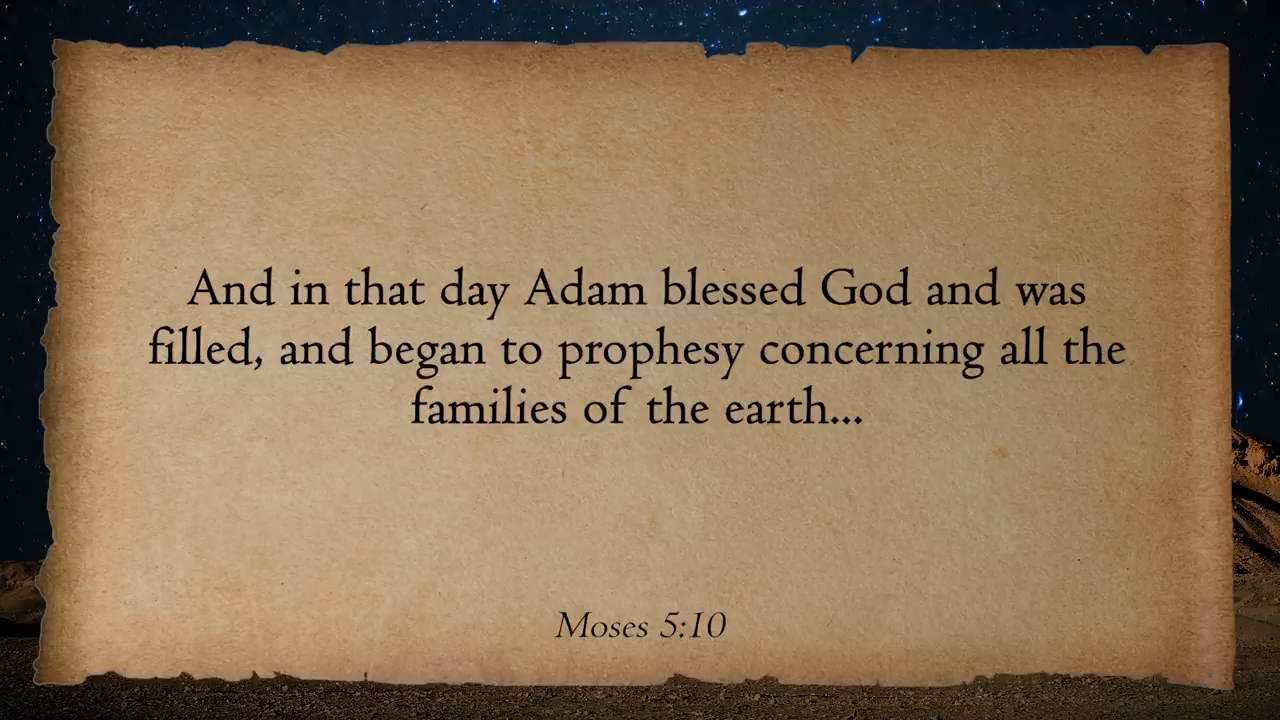 And in that day Adam blessed God and was
filled, and began to prophesy concerning all the
families of the earth...
Moses 5:10